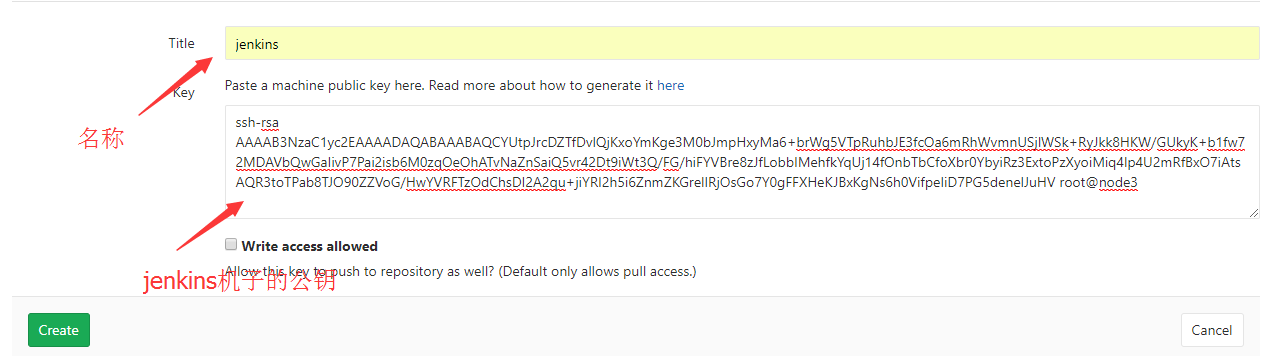 Title
jenkins
Paste a machine public key here. Read more about how to generate it here
Key
名称
ssh-rsa
AAAAB3NzaC1yc2EAAAADAQABAAABAQCYUtpJrcDZTfDvlQjKxoYmKge3M0bJmpHxyMa6+brWg5VTpRuhbJE3fcOa6mRhWvmnUSjlWSk+RyJkk8HKW/GUkyK+b1fw7
2MDAVbQwGaIivP7Pai2isb6M0zqOeOhATvNaZnSaiQ5vr42Dt9iWt3Q/FG/hiFYVBre8zJfLobbIMehfkYqUj14fOnbTbCfoXbr0YbyiRz3ExtoPzXyoiMiq4Ip4U2mRfBxO7iAts
AQR3toTPab8TJO90ZZVoG/HwYVRFTzOdChsDI2A2qu+jiYRI2h5i6ZnmZKGreIlRjOsGo7Y0gFFXHeKJBxKgNs6h0VifpeIiD7PG5deneIJuHV root@node3
Write access allowed
Allow this key to push to repository as well? (Default only allows pull access.)
jenkins机子的公钥
Create
Cancel